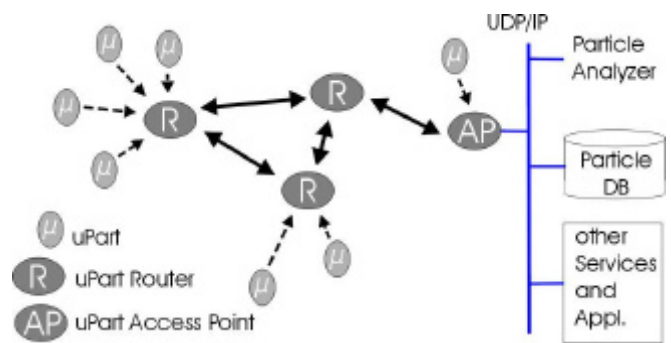 UDP/IP
μ
μ
μ
Particle
Analyzer
R
μ
R
AP
μ
Particle
DB
R
μ
uPart
μ
μ
other
Services
and
Appl.
R uPart Router
AP uPart Access Point
μ